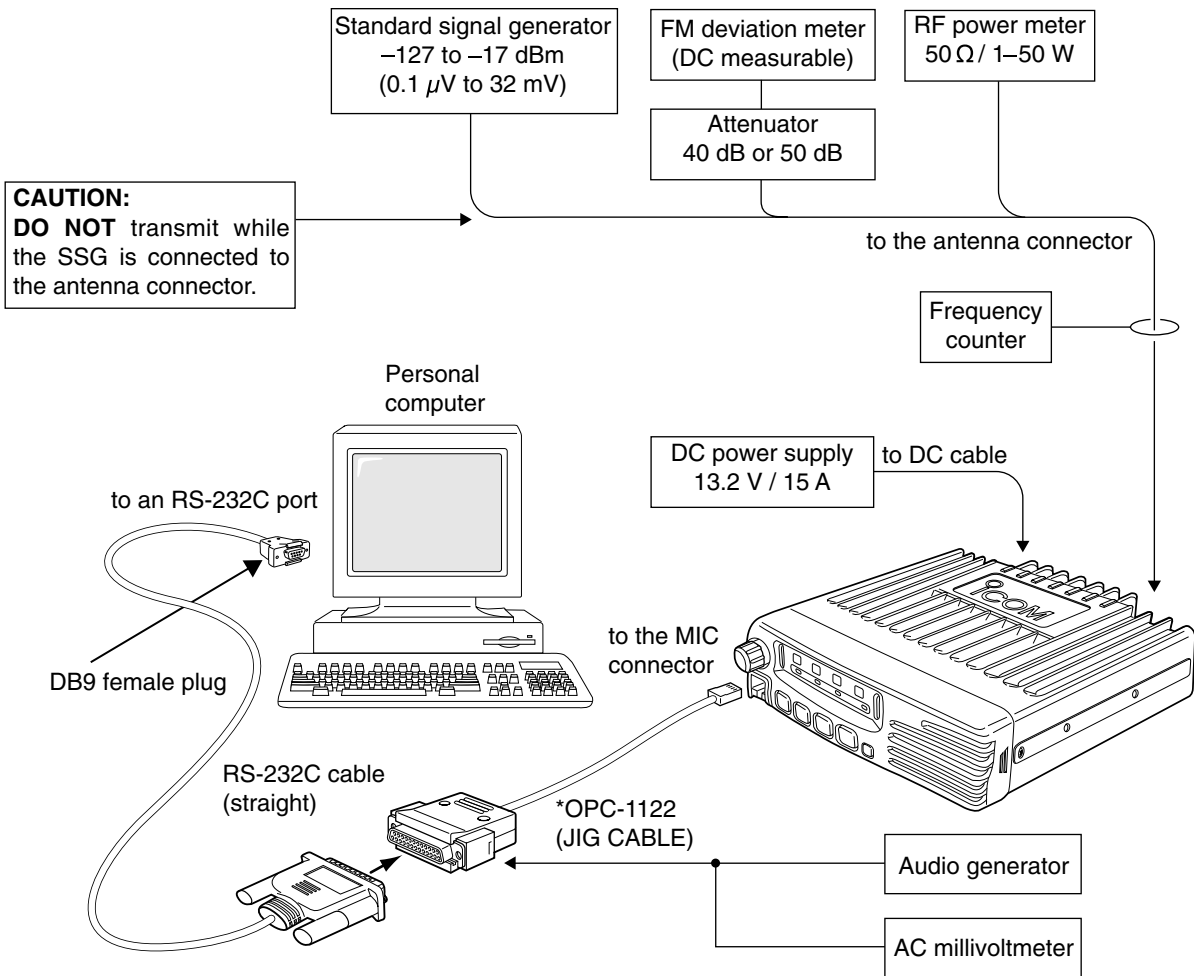 Standard signal generator
–127 to –17 dBm
(0.1 µV to 32 mV)
FM deviation meter
(DC measurable)
RF power meter
50 Ω / 1–50 W
Attenuator
40 dB or 50 dB
CAUTION:
DO NOT transmit while
the SSG is connected to
the antenna connector.
to the antenna connector
Frequency
counter
Personal
computer
DC power supply
13.2 V / 15 A
to DC cable
to an RS-232C port
iCOM
to the MIC
connector
DB9 female plug
RS-232C cable
(straight)
*OPC-1122
(JIG CABLE)
Audio generator
AC millivoltmeter